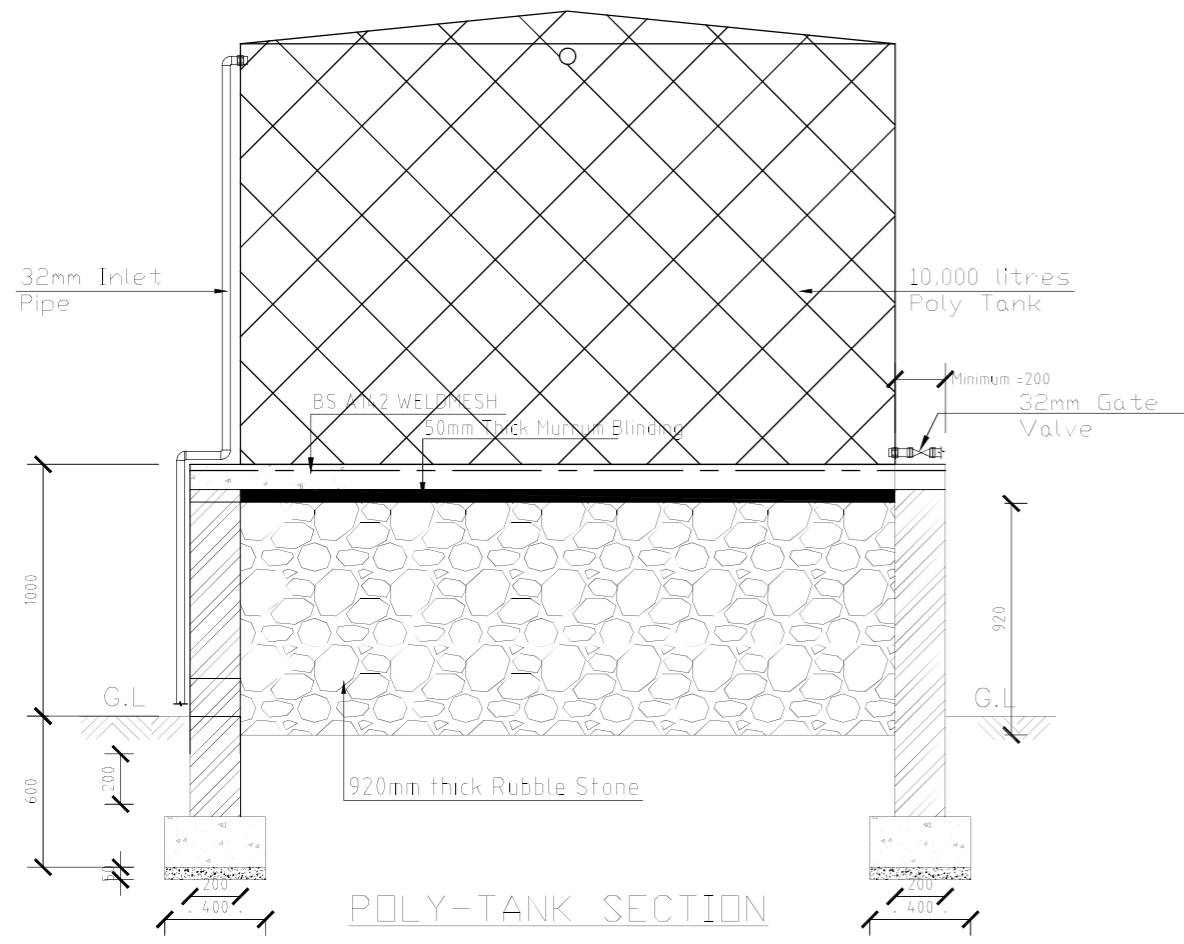 32mm Inlet
Pipe
10,000 litres
Poly Tank
Minimum =200
BS A142 WELDMESH
50mm Thick Murrum Blinding
32mm Gate
Valve
1000
920
G.L
G.L
600
200
920mm thick Rubble Stone
50
200
400
200
400
POLY-TANK SECTION